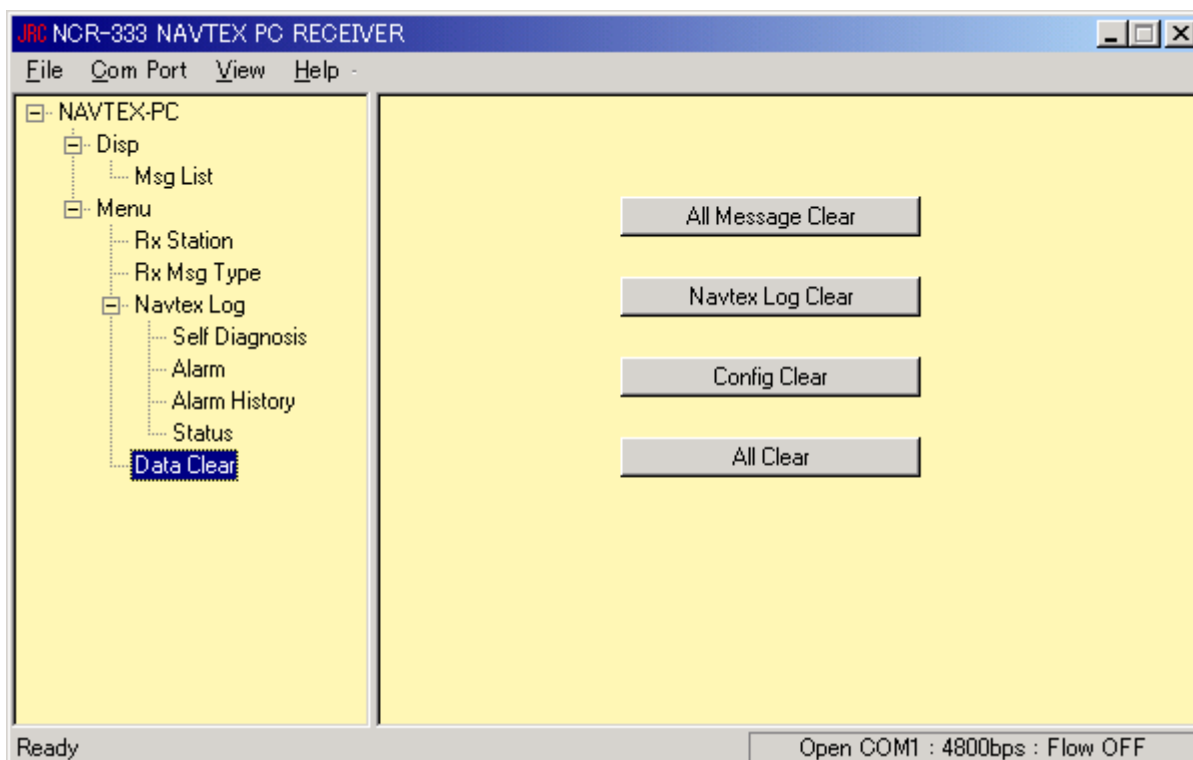 JRC NCR-333 NAVTEX PC RECEIVER
File Com Port View Help -
NAVTEX-PC
Disp
Msg List
Menu
Rx Station
Rx Msg Type
Navtex Log
Self Diagnosis
Alarm
Alarm History
Status
Data Clear
All Message Clear
Navtex Log Clear
Config Clear
All Clear
Ready
Open COM1 : 4800bps : Flow OFF